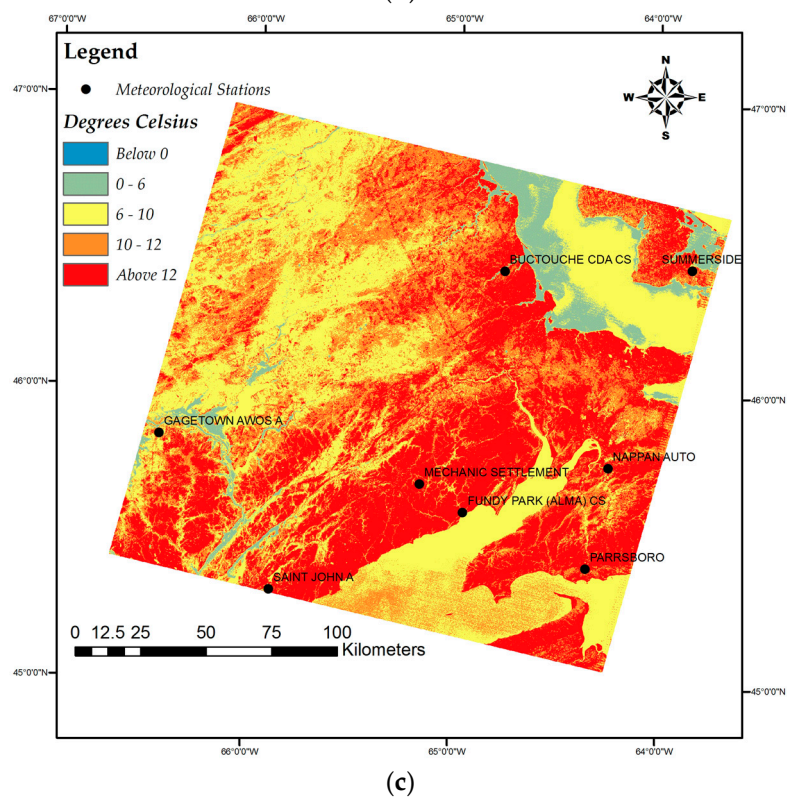 67°0'0"W 66°0'0"W 65°0'0"W 64°0'0"W
Legend
Meteorological Stations
Degrees Celsius
Below 0
0 - 6
6 - 10
10 - 12
Above 12
N
W E
S
47°0'0"N
47°0'0"N
BUCTOUCHE CDA CS
SUMMERSIDE
46°0'0"N
46°0'0"N
GAGETOWN AWOS A
NAPPAN AUTO
MECHANIC SETTLEMENT
FUNDY PARK (ALMA) CS
PARRSBORO
SAINT JOHN A
0 12.5 25 50 75 100
Kilometers
45°0'0"N
45°0'0"N
66°0'0"W 65°0'0"W 64°0'0"W
(c)